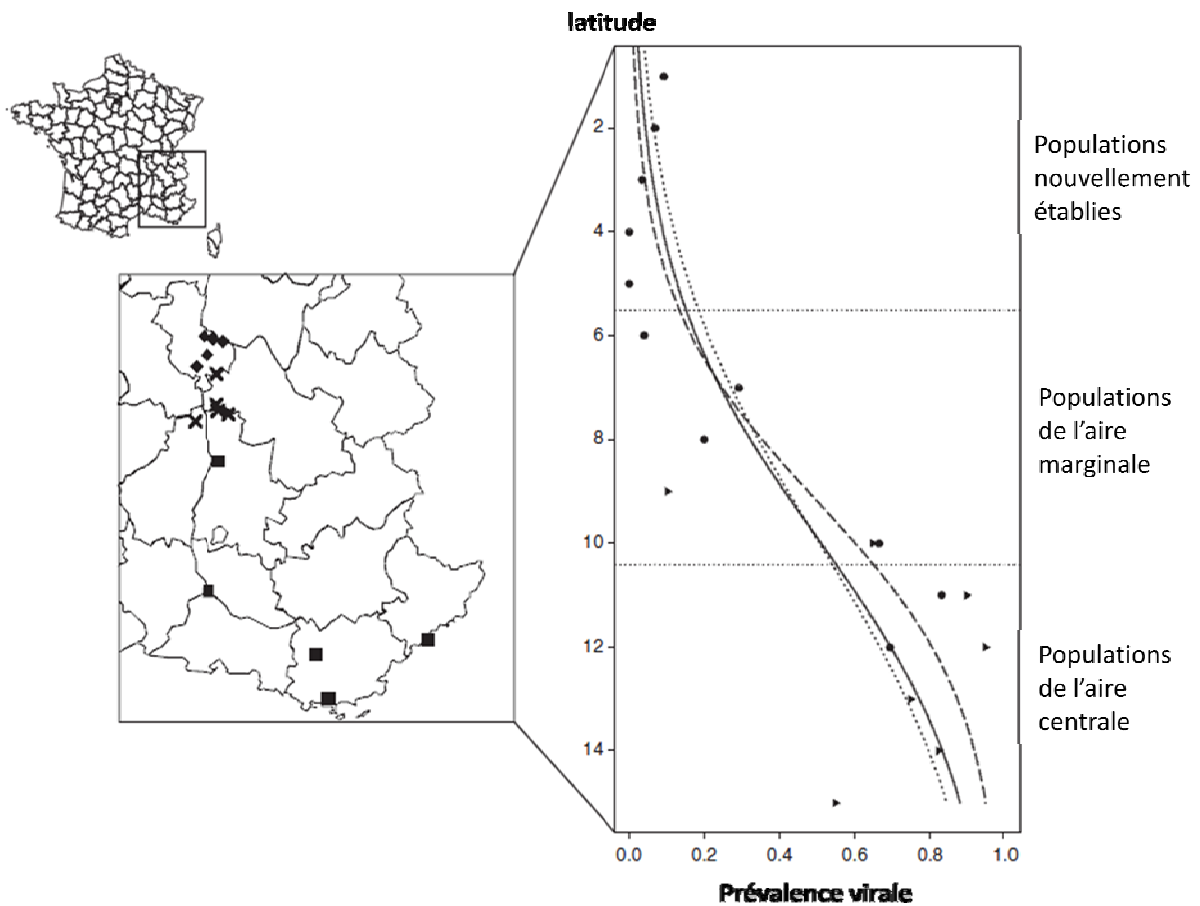 latitude
2
4
6
8
10
12
14
Populations
nouvellement
établies
Populations
de l’aire
marginale
Populations
de l’aire
centrale
0.0 0.2 0.4 0.6 0.8 1.0
Prévalence virale